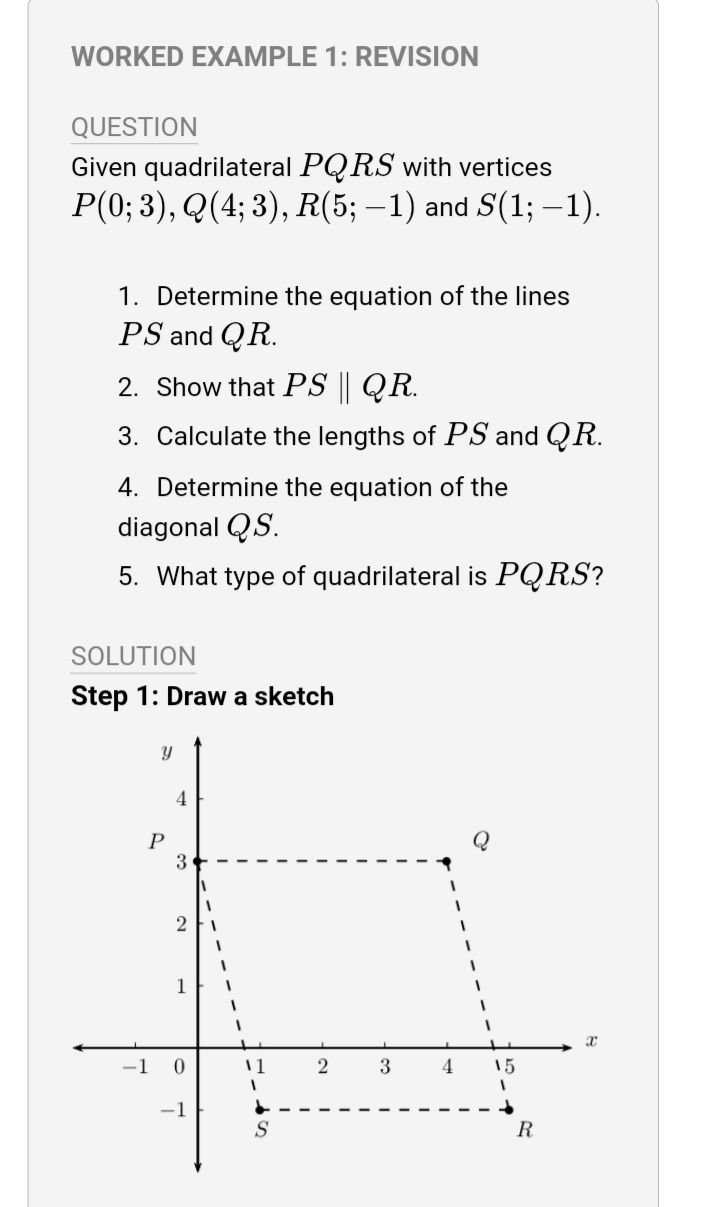 WORKED EXAMPLE 1: REVISION
QUESTION
Given quadrilateral PQRS with vertices
P(0; 3), Q(4; 3), R(5; −1) and S(1; −1).
1. Determine the equation of the lines
PS and QR.
2. Show that PS ∥ QR.
3. Calculate the lengths of PS and QR.
4. Determine the equation of the
diagonal QS.
5. What type of quadrilateral is PQRS?
SOLUTION
Step 1: Draw a sketch
y
4
P
Q
3
2
1
x
−1 0 1 2 3 4 5
−1
S
R